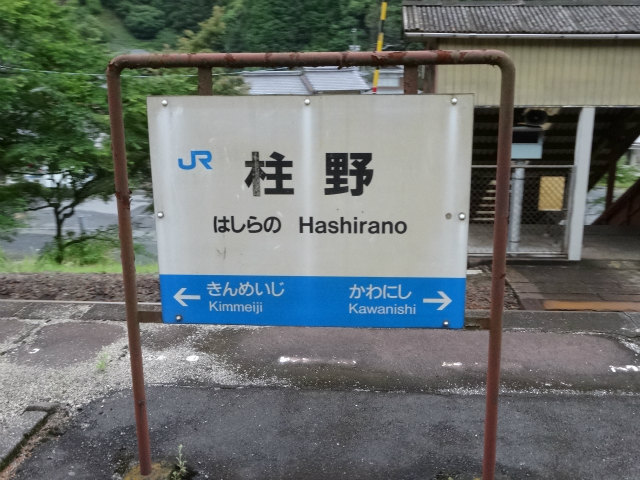 JR 柱野
はしらの Hashirano
きんめいじ かわにし
Kimmeiji Kawanishi